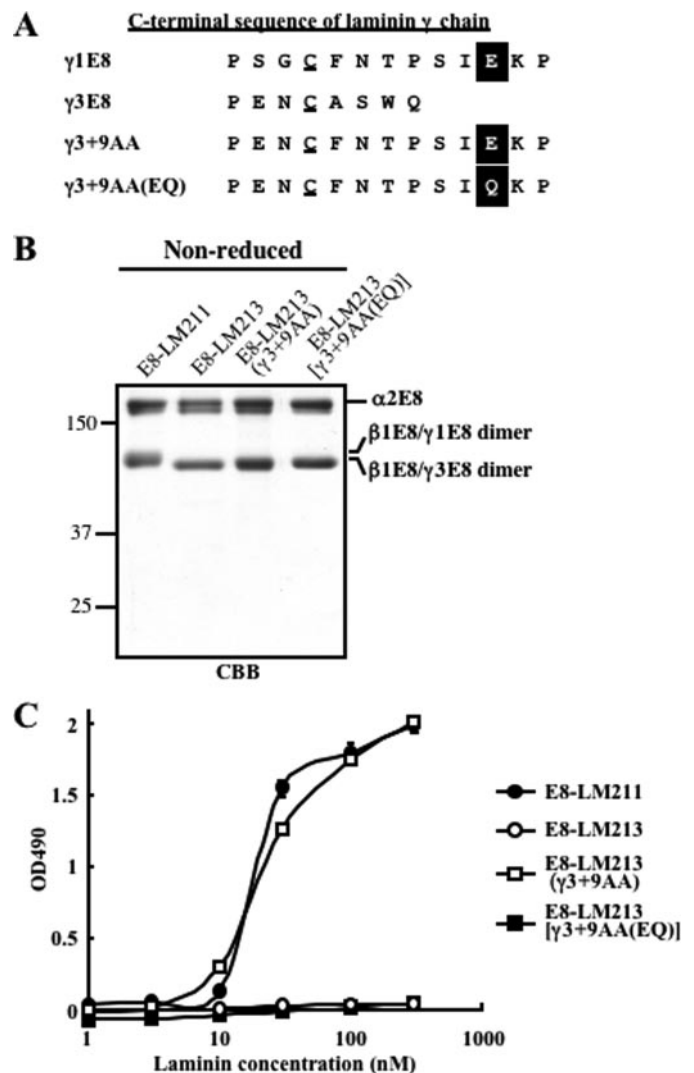 A
C-terminal sequence of laminin γ chain
γ1E8 P S G C F N T P S I E K P
γ3E8 P E N C A S W Q
γ3+9AA P E N C F N T P S I E K P
γ3+9AA(EQ) P E N C F N T P S I Q K P
B
Non-reduced
E8-LM211
E8-LM213
E8-LM213
(γ3+9AA)
E8-LM213
[γ3+9AA(EQ)]
150
37
25
α2E8
β1E8/γ1E8 dimer
β1E8/γ3E8 dimer
CBB
C
OD490
2
1.5
1
0.5
0
1
10
100
1000
Laminin concentration (nM)
E8-LM211
E8-LM213
E8-LM213
(γ3+9AA)
E8-LM213
[γ3+9AA(EQ)]